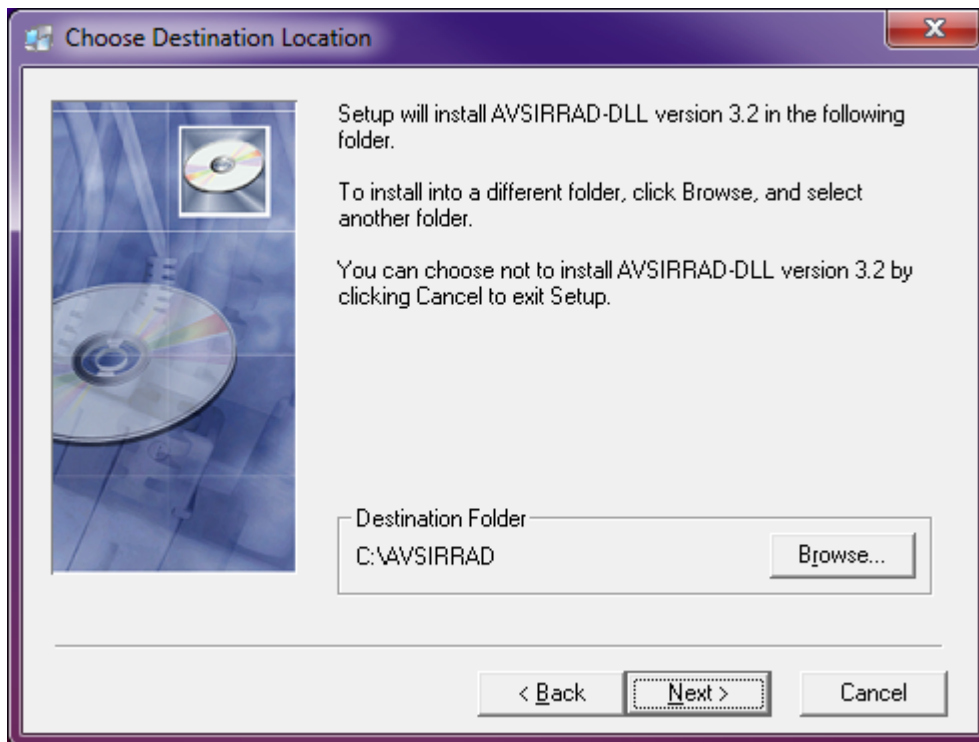 Choose Destination Location
Setup will install AVSIRRAD-DLL version 3.2 in the following
folder.
To install into a different folder, click Browse, and select
another folder.
You can choose not to install AVSIRRAD-DLL version 3.2 by
clicking Cancel to exit Setup.
Destination Folder
C:\AVSIRRAD
Browse...
< Back
Next >
Cancel